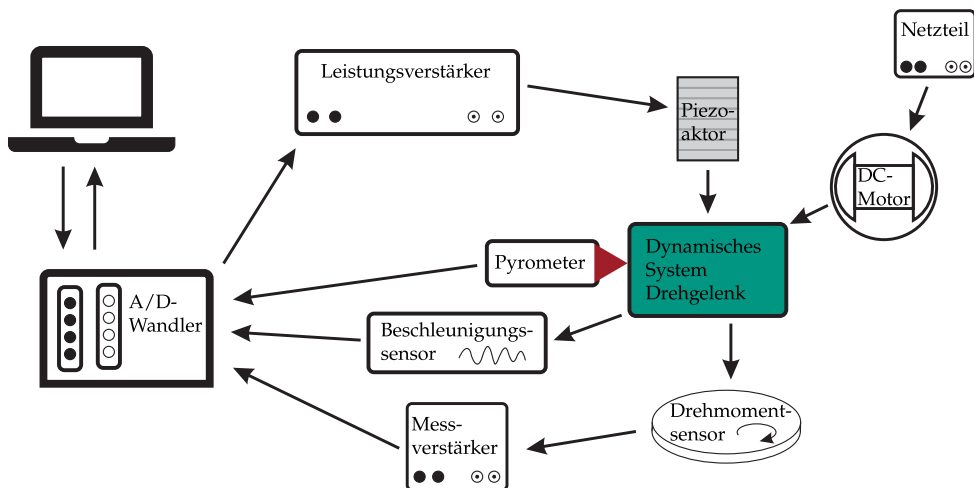 Netzteil
Leistungsverstärker
Piezo-
aktor
DC-
Motor
Dynamisches
System
Drehgelenk
Pyrometer
A/D-
Wandler
Beschleunigungs-
sensor
Drehmoment-
sensor
Mess-
verstärker